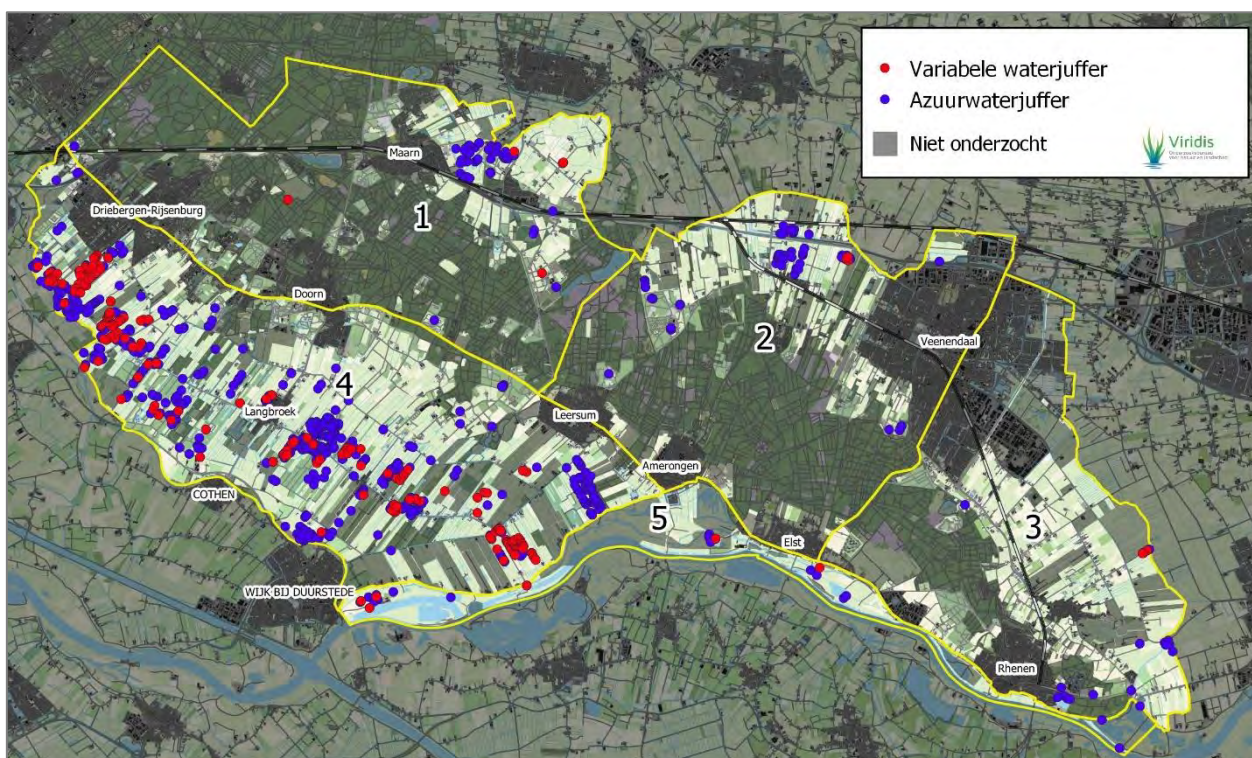 Variabele waterjuffer
Azuurwaterjuffer
Niet onderzocht
Viridis
Maarn
1
Driebergen-Rijsenburg
Doorn
2
Veenendaal
4
Langbroek
Leersum
Amerongen
COTHEN
5
Elst
3
WIJK BIJ DUURSTEDE
Rhenen